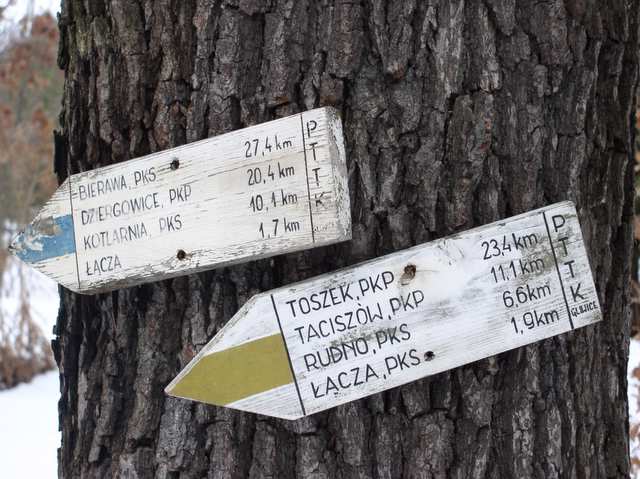 BIERAWA, PKS 27,4 km
DZIERGOWICE, PKP 20,4 km
KOTLARNIA, PKS 10,1 km
ŁĄCZA 1,7 km
PTTK
TOSZEK, PKP 23,4 km
TACISZÓW, PKP 11,1 km
RUDNO, PKS 6,6 km
ŁĄCZA, PKS 1,9 km
PTTK
GLIWICE